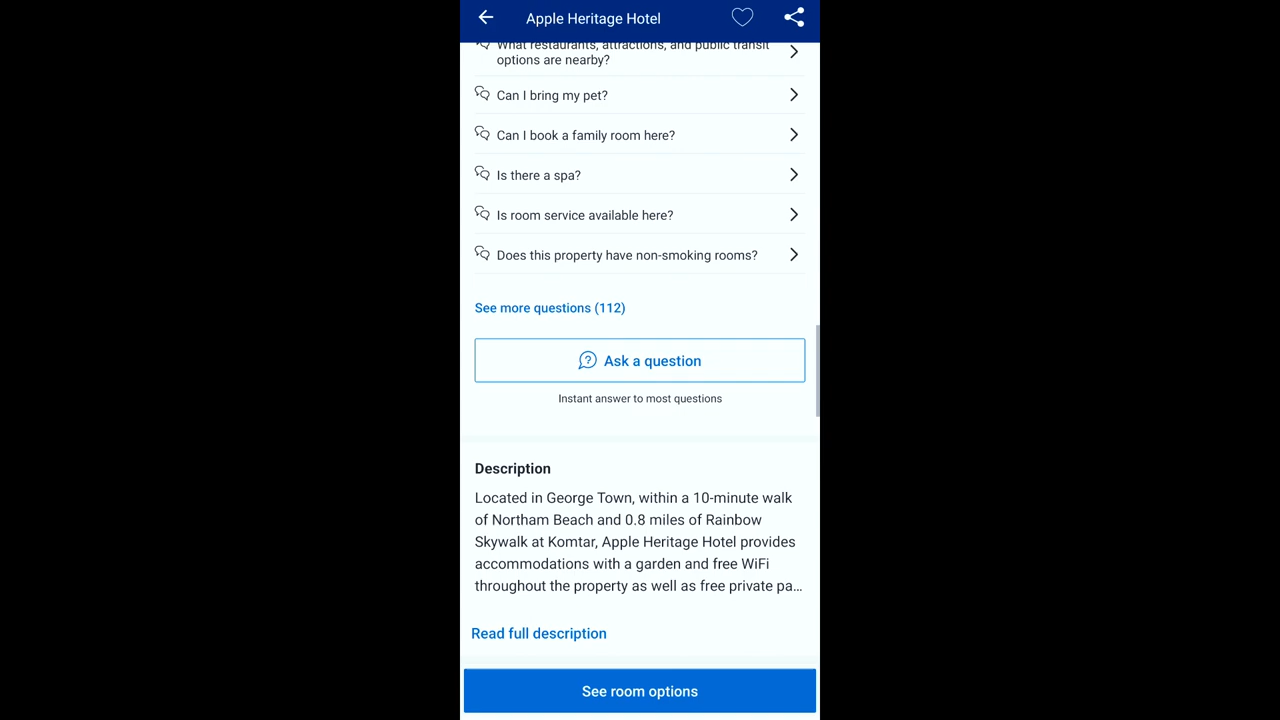 Apple Heritage Hotel
What restaurants, attractions, and public transit
options are nearby?
Can I bring my pet?
Can I book a family room here?
Is there a spa?
Is room service available here?
Does this property have non-smoking rooms?
See more questions (112)
Ask a question
Instant answer to most questions
Description
Located in George Town, within a 10-minute walk
of Northam Beach and 0.8 miles of Rainbow
Skywalk at Komtar, Apple Heritage Hotel provides
accommodations with a garden and free WiFi
throughout the property as well as free private pa...
Read full description
See room options